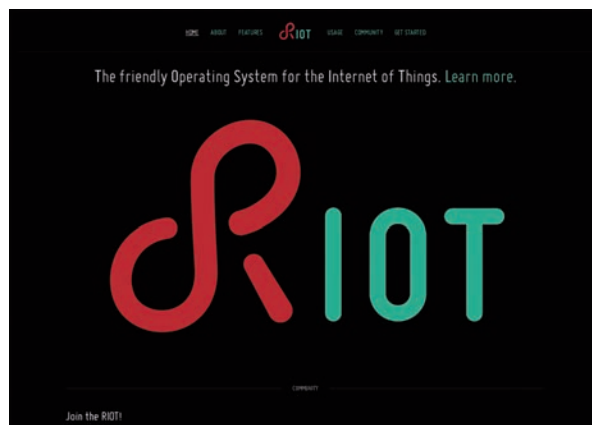 HOME ABOUT FEATURES RIOT USAGE COMMUNITY GET STARTED
The friendly Operating System for the Internet of Things. Learn more.
RIOT
COMMUNITY
Join the RIOT!